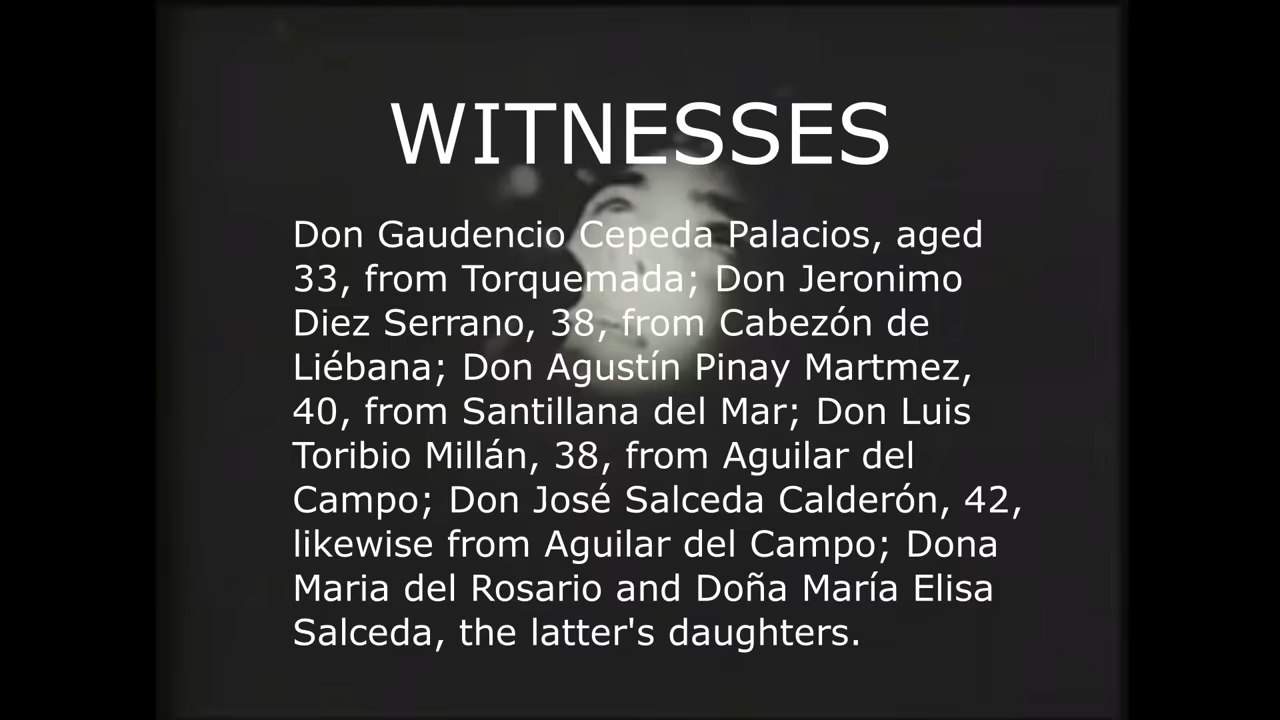 WITNESSES
Don Gaudencio Cepeda Palacios, aged
33, from Torquemada; Don Jeronimo
Diez Serrano, 38, from Cabezón de
Liébana; Don Agustín Pinay Martmez,
40, from Santillana del Mar; Don Luis
Toribio Millán, 38, from Aguilar del
Campo; Don José Salceda Calderón, 42,
likewise from Aguilar del Campo; Dona
Maria del Rosario and Doña María Elisa
Salceda, the latter's daughters.